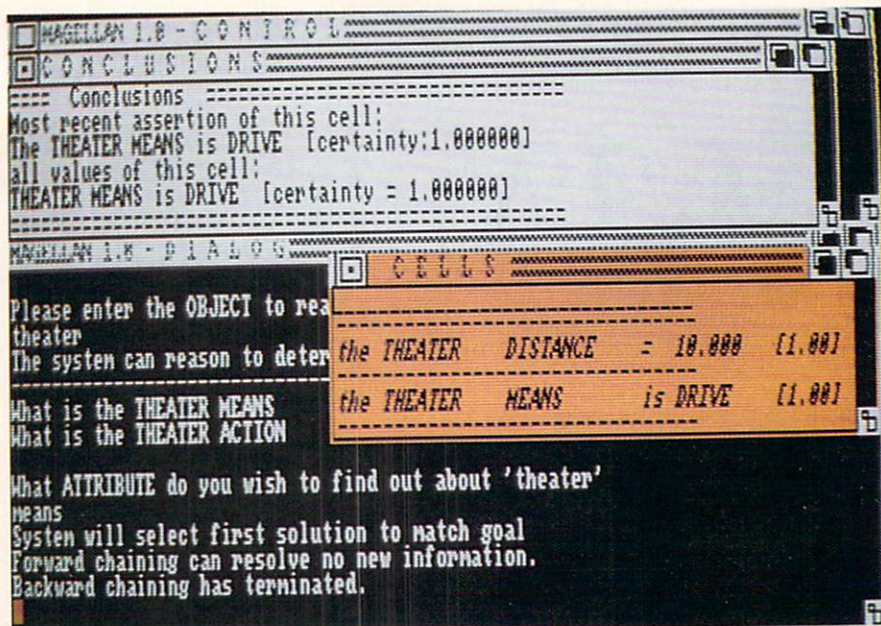 MAGELLAN 1.0 - C O N T R O L
C O N C L U S I O N S
==== Conclusions ==============================
Most recent assertion of this cell:
The THEATER MEANS is DRIVE [certainty:1.000000]
all values of this cell:
THEATER MEANS is DRIVE [certainty = 1.000000]
===============================================
MAGELLAN 1.0 - D I A L O G
Please enter the OBJECT to rea
theater
The system can reason to deter
What is the THEATER MEANS
What is the THEATER ACTION
What ATTRIBUTE do you wish to find out about 'theater'
means
System will select first solution to match goal
Forward chaining can resolve no new information.
Backward chaining has terminated.
C E L L S
the THEATER DISTANCE = 10.000 [1.00]
the THEATER MEANS is DRIVE [1.00]